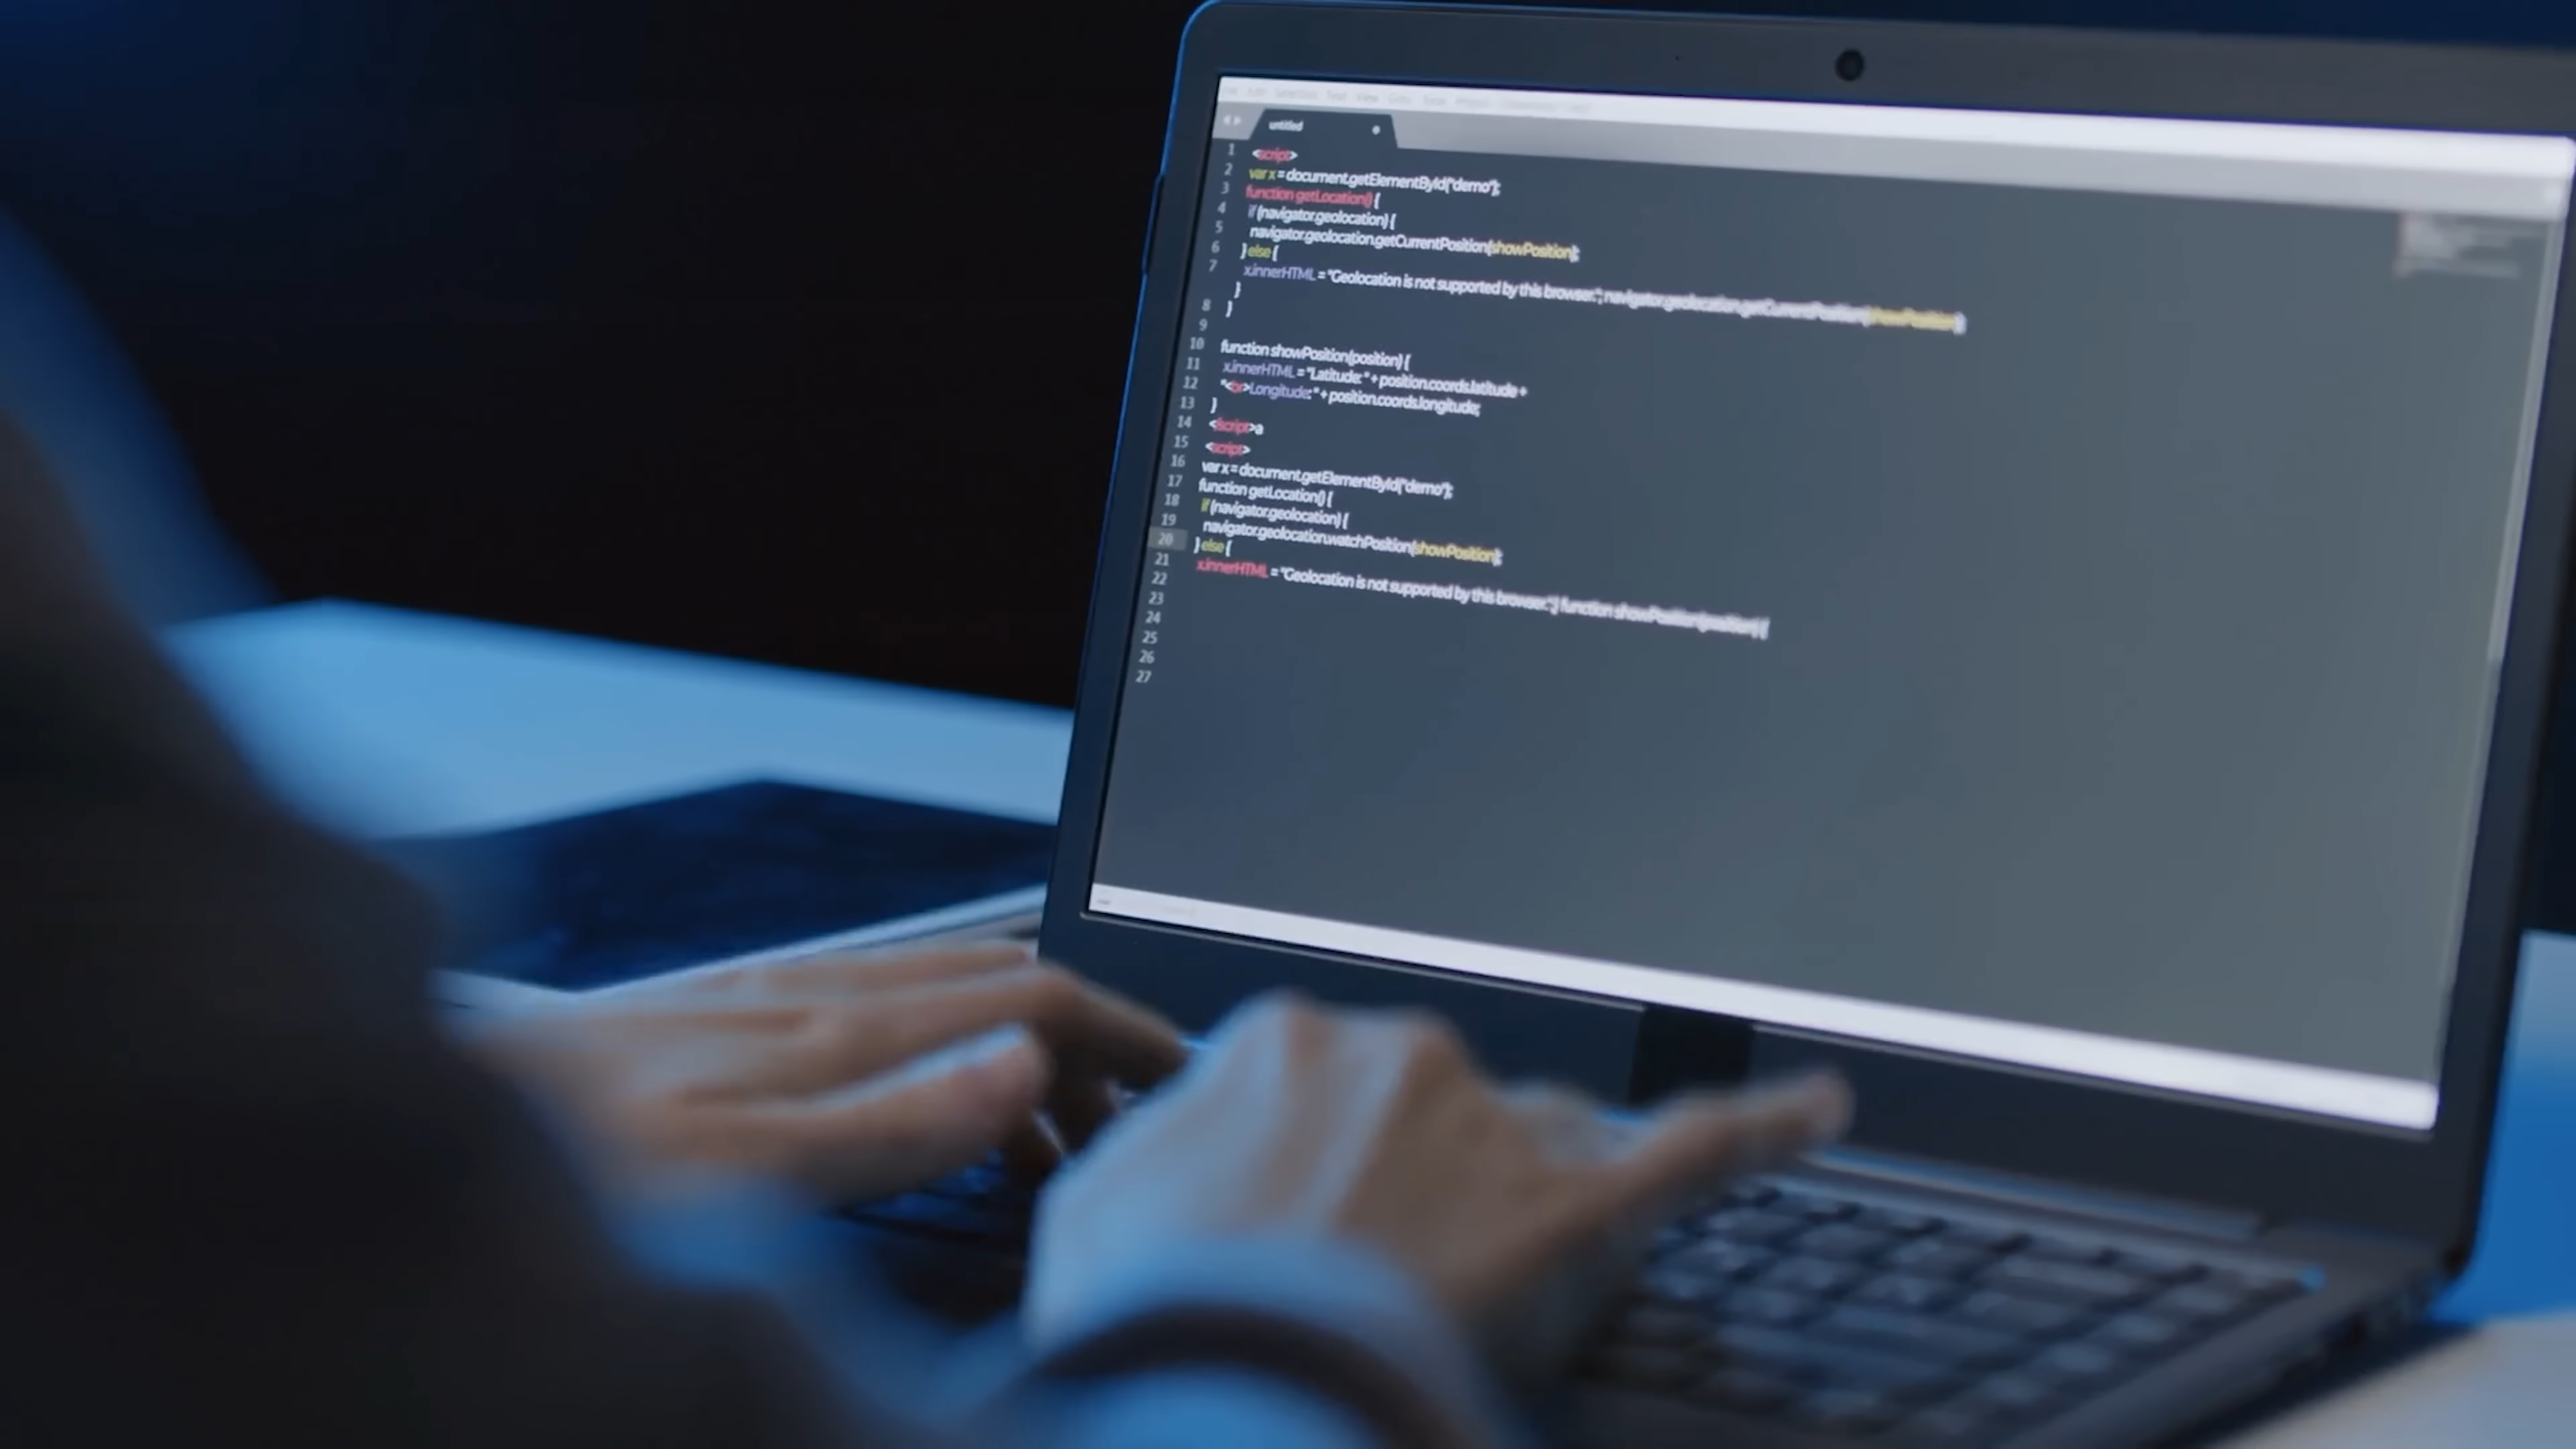 untitled
1 <script>
2 var x = document.getElementById("demo");
3 function getLocation() {
4 if (navigator.geolocation) {
5 navigator.geolocation.getCurrentPosition(showPosition);
6 } else {
7 x.innerHTML = "Geolocation is not supported by this browser."; navigator.geolocation.getCurrentPosition(showPosition);
}
8 }
9
10 function showPosition(position) {
11 x.innerHTML = "Latitude: " + position.coords.latitude +
12 "<br>Longitude: " + position.coords.longitude;
13 }
14 </script>a
15 <script>
16 var x = document.getElementById("demo");
17 function getLocation() {
18 if (navigator.geolocation) {
19 navigator.geolocation.watchPosition(showPosition);
20 } else {
21 x.innerHTML = "Geolocation is not supported by this browser.";} function showPosition(position) {
22
23
24
25
26
27